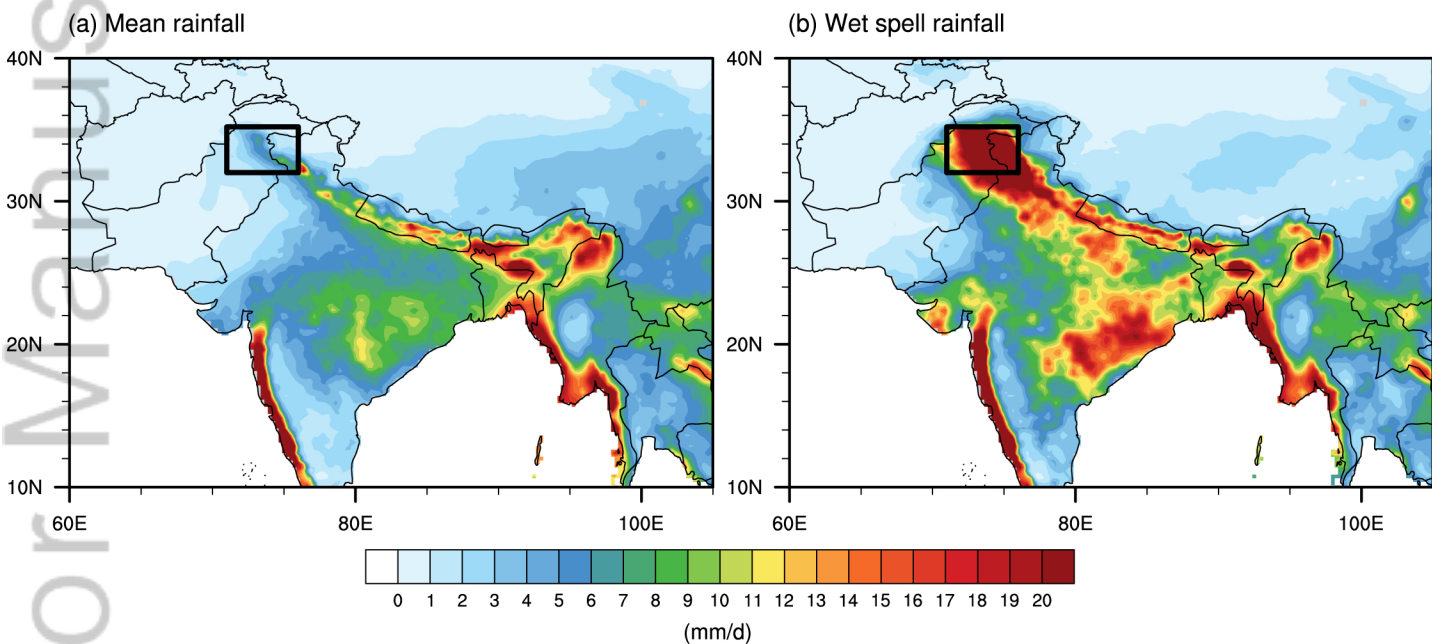 (a) Mean rainfall
(b) Wet spell rainfall
40N
30N
20N
10N
60E
80E
100E
40N
30N
20N
10N
60E
80E
100E
0 1 2 3 4 5 6 7 8 9 10 11 12 13 14 15 16 17 18 19 20
(mm/d)
or Manus